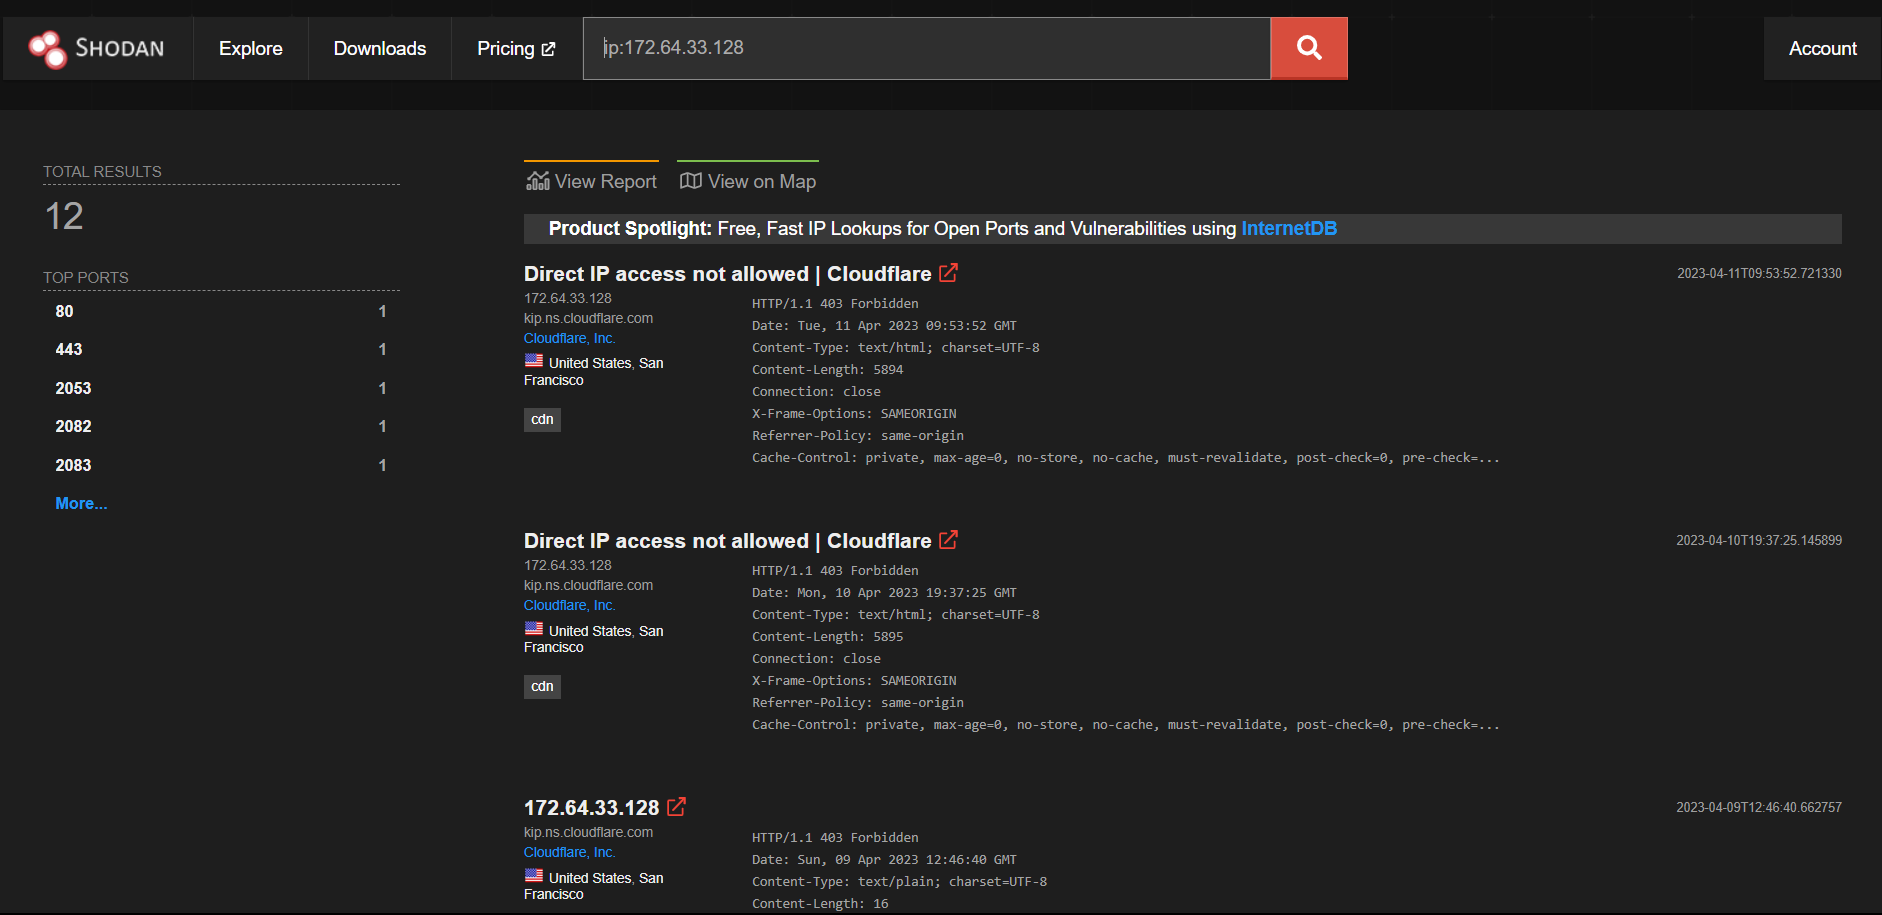 SHODAN
Explore
Downloads
Pricing
ip:172.64.33.128
Account
TOTAL RESULTS
12
TOP PORTS
80 1
443 1
2053 1
2082 1
2083 1
More...
View Report
View on Map
Product Spotlight: Free, Fast IP Lookups for Open Ports and Vulnerabilities using InternetDB
Direct IP access not allowed | Cloudflare
2023-04-11T09:53:52.721330
172.64.33.128
kip.ns.cloudflare.com
Cloudflare, Inc.
United States, San
Francisco
cdn
HTTP/1.1 403 Forbidden
Date: Tue, 11 Apr 2023 09:53:52 GMT
Content-Type: text/html; charset=UTF-8
Content-Length: 5894
Connection: close
X-Frame-Options: SAMEORIGIN
Referrer-Policy: same-origin
Cache-Control: private, max-age=0, no-store, no-cache, must-revalidate, post-check=0, pre-check=...
Direct IP access not allowed | Cloudflare
2023-04-10T19:37:25.145899
172.64.33.128
kip.ns.cloudflare.com
Cloudflare, Inc.
United States, San
Francisco
cdn
HTTP/1.1 403 Forbidden
Date: Mon, 10 Apr 2023 19:37:25 GMT
Content-Type: text/html; charset=UTF-8
Content-Length: 5895
Connection: close
X-Frame-Options: SAMEORIGIN
Referrer-Policy: same-origin
Cache-Control: private, max-age=0, no-store, no-cache, must-revalidate, post-check=0, pre-check=...
172.64.33.128
2023-04-09T12:46:40.662757
kip.ns.cloudflare.com
Cloudflare, Inc.
United States, San
Francisco
HTTP/1.1 403 Forbidden
Date: Sun, 09 Apr 2023 12:46:40 GMT
Content-Type: text/plain; charset=UTF-8
Content-Length: 16